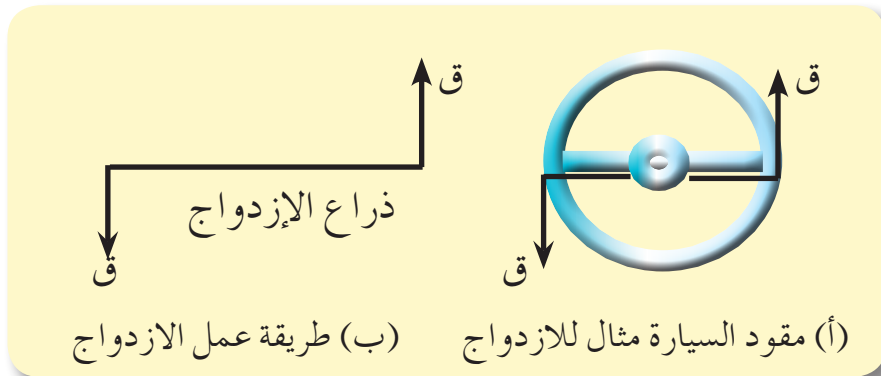 ق
ق
(أ) مقود السيارة مثال للازدواج
ق
ذراع الإزدواج
ق
(ب) طريقة عمل الازدواج